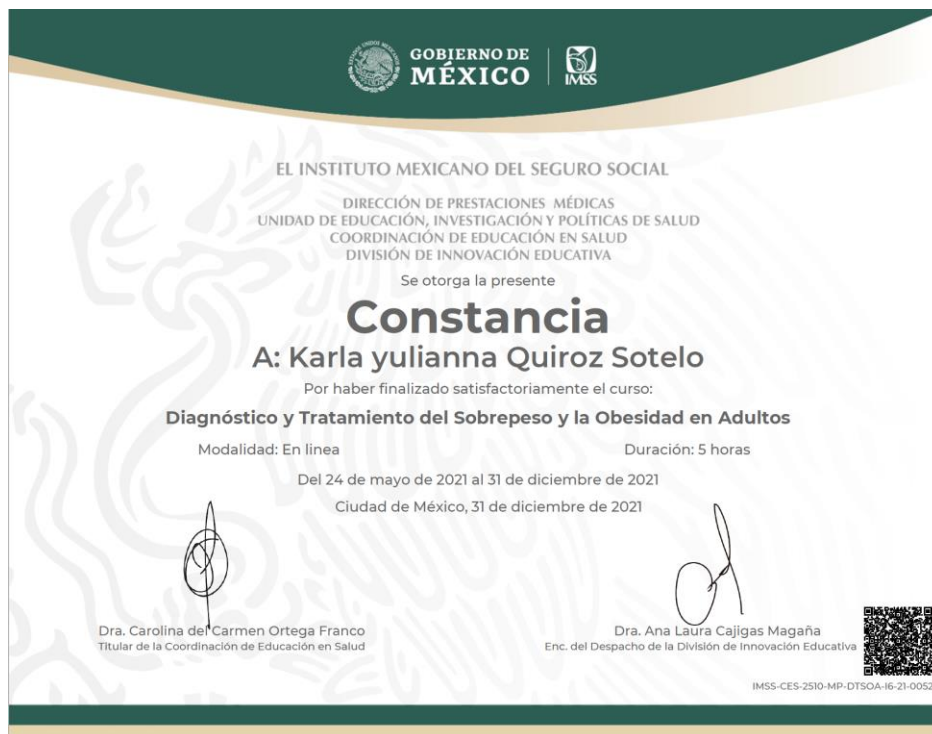 GOBIERNO DE
MÉXICO
IMSS
EL INSTITUTO MEXICANO DEL SEGURO SOCIAL
DIRECCIÓN DE PRESTACIONES MÉDICAS
UNIDAD DE EDUCACIÓN, INVESTIGACIÓN Y POLÍTICAS DE SALUD
COORDINACIÓN DE EDUCACIÓN EN SALUD
DIVISIÓN DE INNOVACIÓN EDUCATIVA
Se otorga la presente
Constancia
A: Karla yulianna Quiroz Sotelo
Por haber finalizado satisfactoriamente el curso:
Diagnóstico y Tratamiento del Sobrepeso y la Obesidad en Adultos
Modalidad: En linea Duración: 5 horas
Del 24 de mayo de 2021 al 31 de diciembre de 2021
Ciudad de México, 31 de diciembre de 2021
Dra. Carolina del Carmen Ortega Franco
Titular de la Coordinación de Educación en Salud
Dra. Ana Laura Cajigas Magaña
Enc. del Despacho de la División de Innovación Educativa
IMSS-CES-2510-MP-DTSOA-I6-21-0052